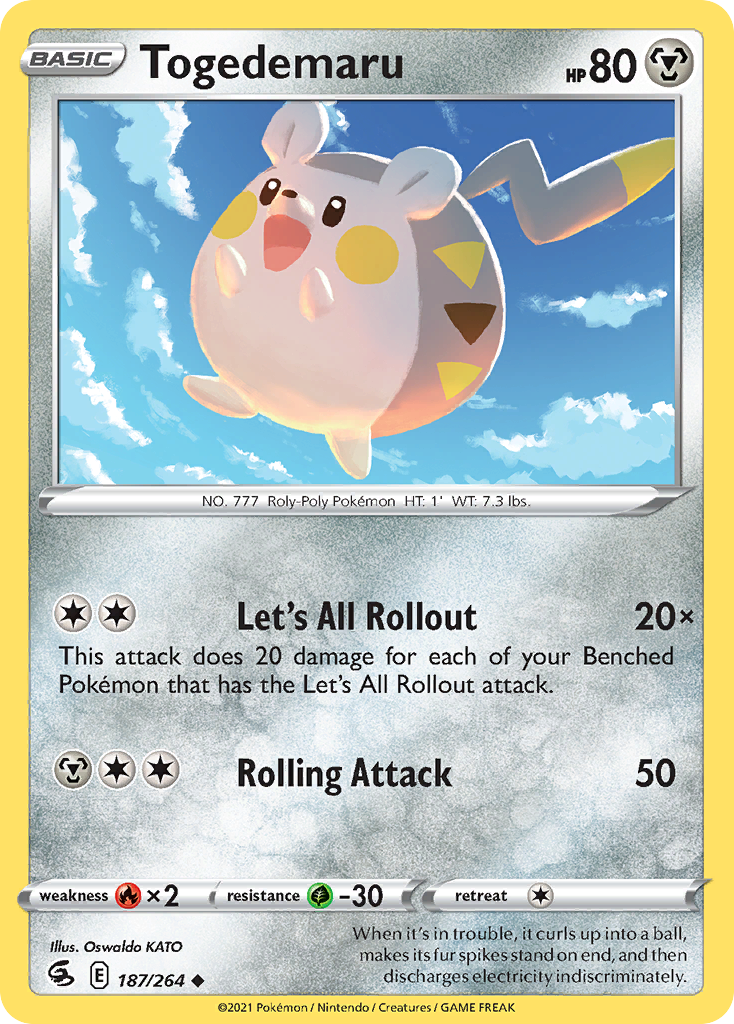 BASIC Togedemaru HP 80
NO. 777 Roly-Poly Pokémon HT: 1' WT: 7.3 lbs.
Let's All Rollout 20×
This attack does 20 damage for each of your Benched
Pokémon that has the Let's All Rollout attack.
Rolling Attack 50
weakness ×2 resistance -30 retreat
When it's in trouble, it curls up into a ball,
makes its fur spikes stand on end, and then
discharges electricity indiscriminately.
Illus. Oswaldo KATO
E 187/264
©2021 Pokémon / Nintendo / Creatures / GAME FREAK